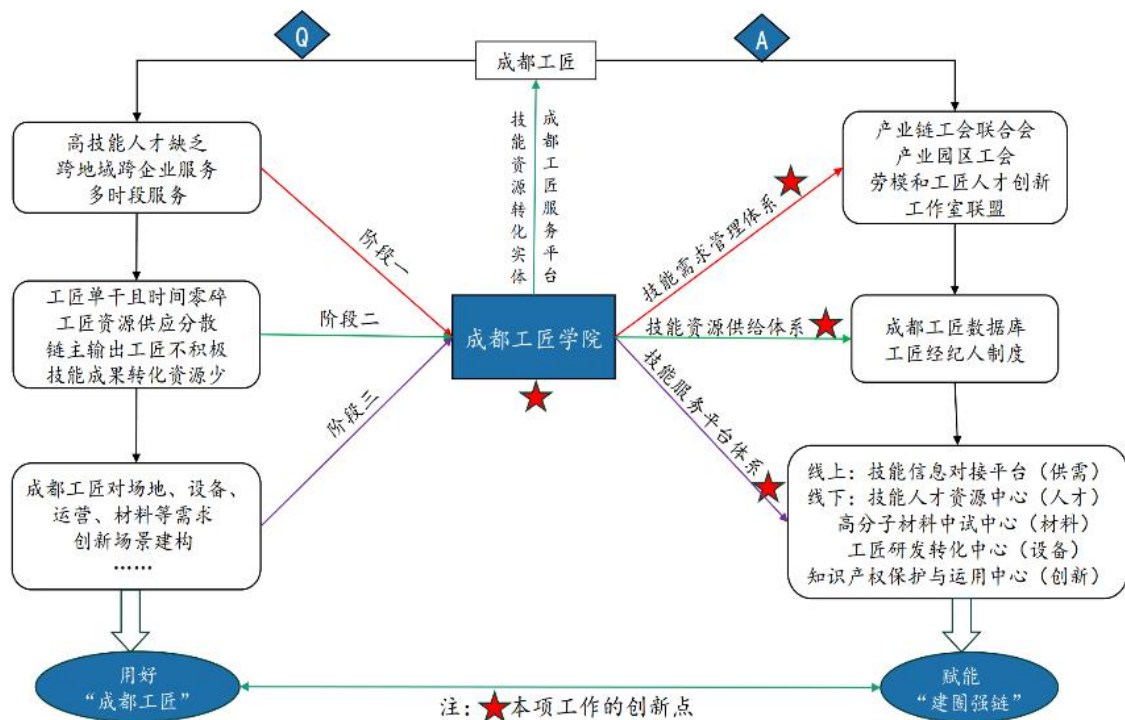 Q
A
成都工匠
高技能人才缺乏
跨地域跨企业服务
多时段服务
技能资源转化实体
成都工匠服务平台
产业链工会联合会
产业园区工会
劳模和工匠人才创新
工作室联盟
阶段一
技能需求管理体系
工匠单干且时间零碎
工匠资源供应分散
链主输出工匠不积极
技能成果转化资源少
阶段二
成都工匠学院
技能资源供给体系
成都工匠数据库
工匠经纪人制度
阶段三
技能服务平台体系
成都工匠对场地、设备、
运营、材料等需求
创新场景建构
……
线上：技能信息对接平台（供需）
线下：技能人才资源中心（人才）
高分子材料中试中心（材料）
工匠研发转化中心（设备）
知识产权保护与运用中心（创新）
用好
“成都工匠”
赋能
“建圈强链”
注：★本项工作的创新点